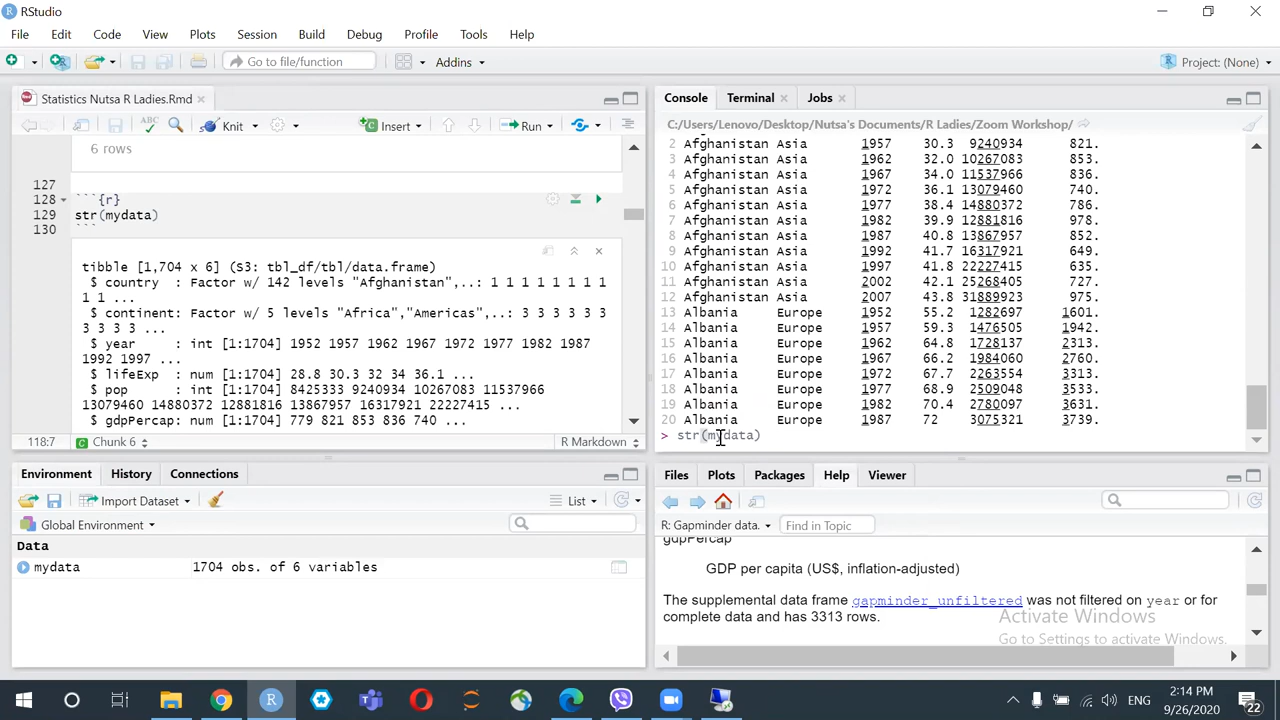 RStudio
File Edit Code View Plots Session Build Debug Profile Tools Help
Go to file/function Addins Project: (None)
Statistics Nutsa R Ladies.Rmd
ABC Knit Insert Run
6 rows
127
128 ```{r}
129 str(mydata)
130 ```
tibble [1,704 x 6] (S3: tbl_df/tbl/data.frame)
$ country : Factor w/ 142 levels "Afghanistan",..: 1 1 1 1 1 1 1 1
1 1 ...
$ continent: Factor w/ 5 levels "Africa","Americas",..: 3 3 3 3 3 3
3 3 3 3 ...
$ year : int [1:1704] 1952 1957 1962 1967 1972 1977 1982 1987
1992 1997 ...
$ lifeExp : num [1:1704] 28.8 30.3 32 34 36.1 ...
$ pop : int [1:1704] 8425333 9240934 10267083 11537966
13079460 14880372 12881816 13867957 16317921 22227415 ...
$ gdpPercap: num [1:1704] 779 821 853 836 740 ...
118:7 Chunk 6 R Markdown
Console Terminal Jobs
C:/Users/Lenovo/Desktop/Nutsa's Documents/R Ladies/Zoom Workshop/
2 Afghanistan Asia 1957 30.3 9240934 821.
3 Afghanistan Asia 1962 32.0 10267083 853.
4 Afghanistan Asia 1967 34.0 11537966 836.
5 Afghanistan Asia 1972 36.1 13079460 740.
6 Afghanistan Asia 1977 38.4 14880372 786.
7 Afghanistan Asia 1982 39.9 12881816 978.
8 Afghanistan Asia 1987 40.8 13867957 852.
9 Afghanistan Asia 1992 41.7 16317921 649.
10 Afghanistan Asia 1997 41.8 22227415 635.
11 Afghanistan Asia 2002 42.1 25268405 727.
12 Afghanistan Asia 2007 43.8 31889923 975.
13 Albania Europe 1952 55.2 1282697 1601.
14 Albania Europe 1957 59.3 1476505 1942.
15 Albania Europe 1962 64.8 1728137 2313.
16 Albania Europe 1967 66.2 1984060 2760.
17 Albania Europe 1972 67.7 2263554 3313.
18 Albania Europe 1977 68.9 2509048 3533.
19 Albania Europe 1982 70.4 2780097 3631.
20 Albania Europe 1987 72 3075321 3739.
> str(mydata)
Environment History Connections
Import Dataset List
Global Environment
Data
mydata 1704 obs. of 6 variables
Files Plots Packages Help Viewer
R: Gapminder data. Find in Topic
gdpPercap
GDP per capita (US$, inflation-adjusted)
The supplemental data frame gapminder_unfiltered was not filtered on year or for
complete data and has 3313 rows.
Activate Windows
Go to Settings to activate Windows.
ENG 2:14 PM
9/26/2020 22